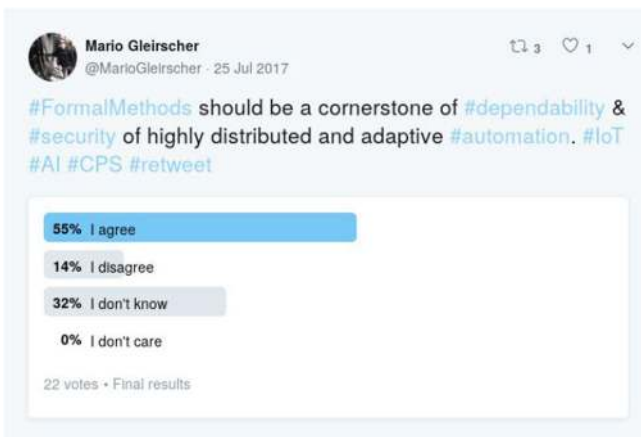 Mario Gleirscher
3 1
@MarioGleirscher · 25 Jul 2017
#FormalMethods should be a cornerstone of #dependability &
#security of highly distributed and adaptive #automation. #IoT
#AI #CPS #retweet
55% I agree
14% I disagree
32% I don't know
0% I don't care
22 votes • Final results